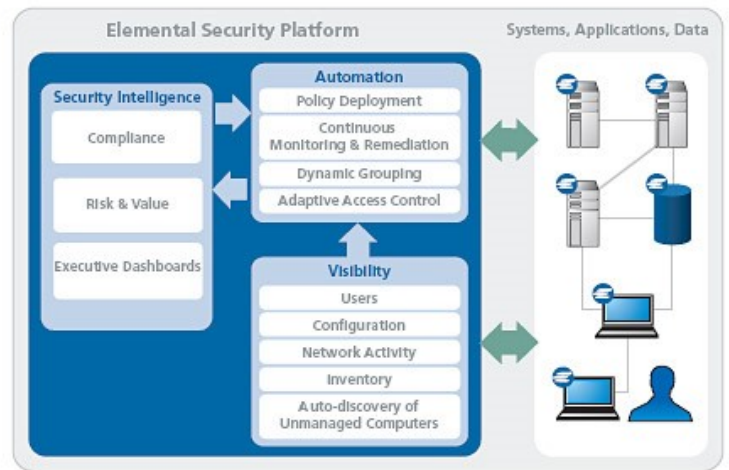 Elemental Security Platform
Systems, Applications, Data
Security Intelligence
Compliance
Risk & Value
Executive Dashboards
Automation
Policy Deployment
Continuous
Monitoring & Remediation
Dynamic Grouping
Adaptive Access Control
Visibility
Users
Configuration
Network Activity
Inventory
Auto-discovery of
Unmanaged Computers